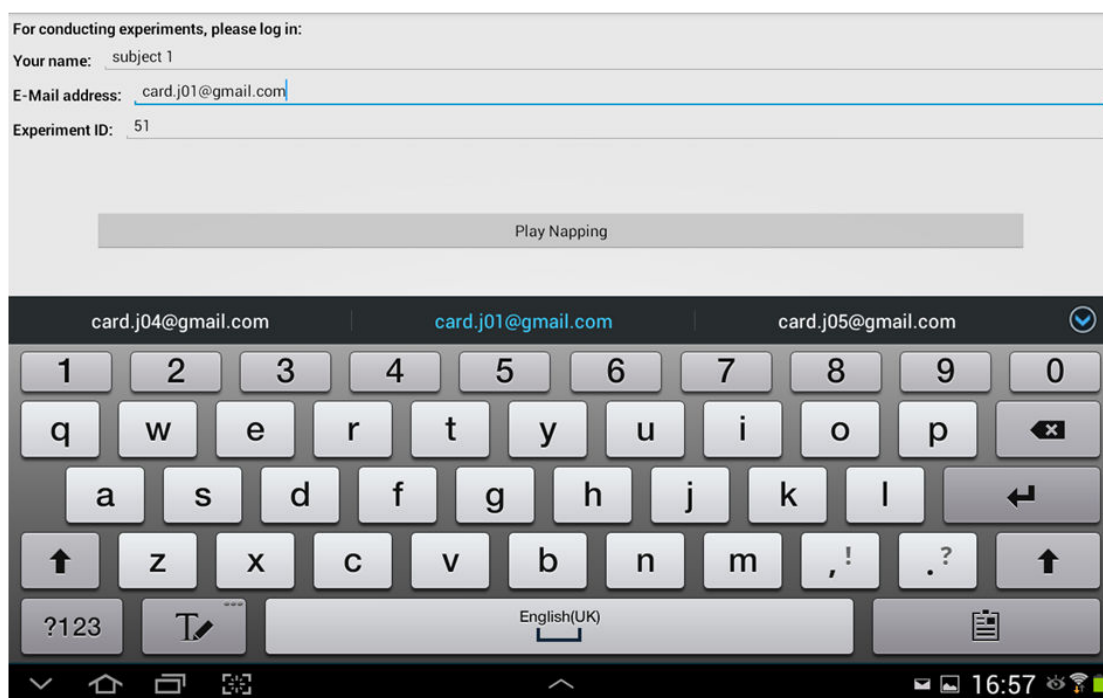 For conducting experiments, please log in:
Your name: subject 1
E-Mail address: card.j01@gmail.com
Experiment ID: 51
Play Napping
card.j04@gmail.com card.j01@gmail.com card.j05@gmail.com
1 2 3 4 5 6 7 8 9 0
q w e r t y u i o p
a s d f g h j k l
z x c v b n m , ! . ?
?123 T English(UK)
16:57